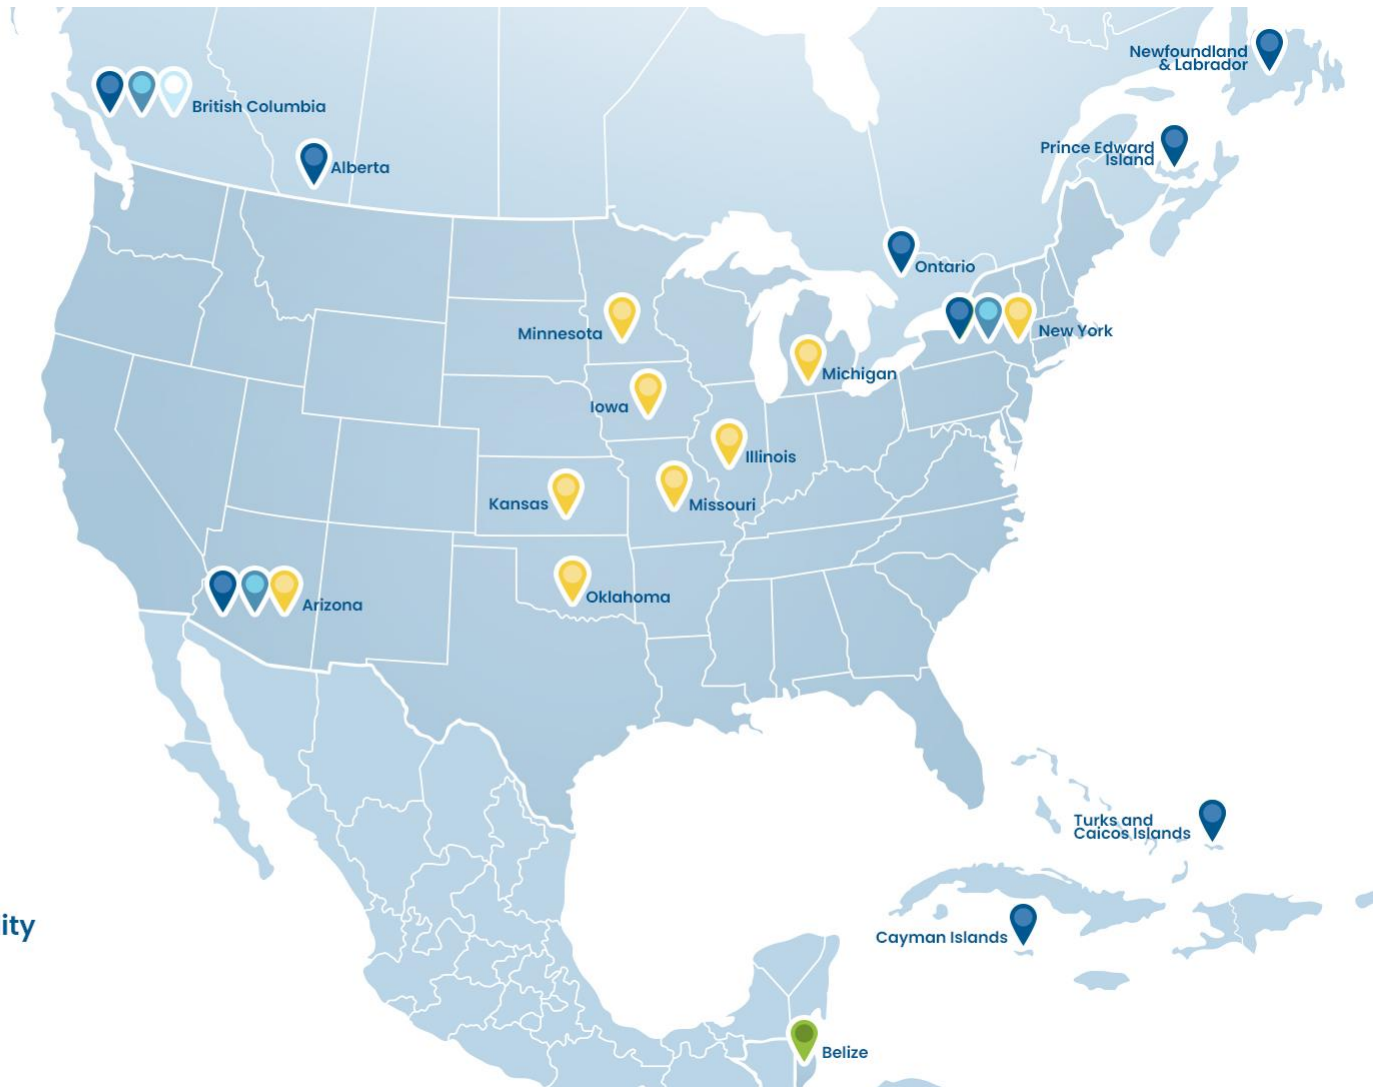 Newfoundland
& Labrador
British Columbia
Prince Edward
Island
Alberta
Ontario
Minnesota
New York
Michigan
Iowa
Illinois
Kansas
Missouri
Oklahoma
Arizona
Turks and
Caicos Islands
ity
Cayman Islands
Belize